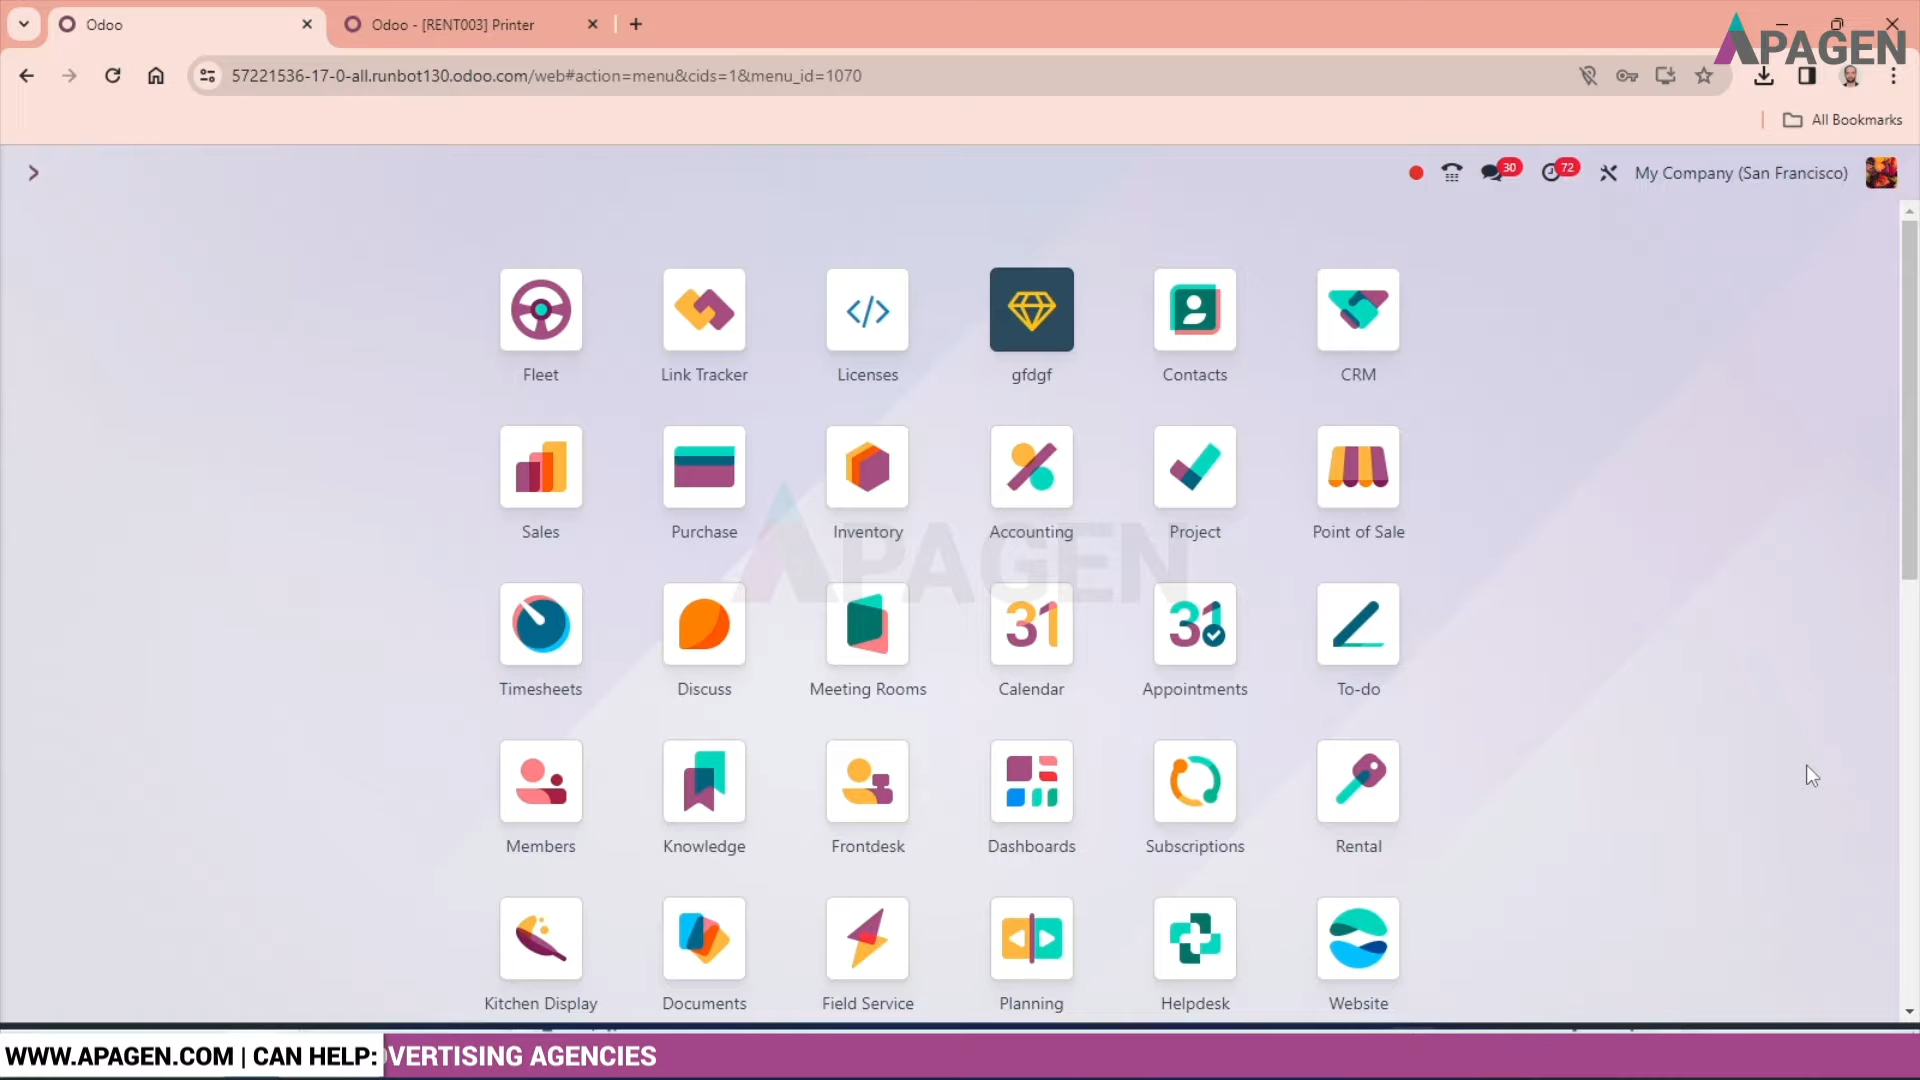 Odoo
Odoo - [RENT003] Printer
APAGEN
57221536-17-0-all.runbot130.odoo.com/web#action=menu&cids=1&menu_id=1070
All Bookmarks
30
72
My Company (San Francisco)
Fleet
Link Tracker
Licenses
gfdgf
Contacts
CRM
Sales
Purchase
Inventory
Accounting
Project
Point of Sale
APAGEN
31
31
Timesheets
Discuss
Meeting Rooms
Calendar
Appointments
To-do
Members
Knowledge
Frontdesk
Dashboards
Subscriptions
Rental
Kitchen Display
Documents
Field Service
Planning
Helpdesk
Website
WWW.APAGEN.COM | CAN HELP: DVERTISING AGENCIES